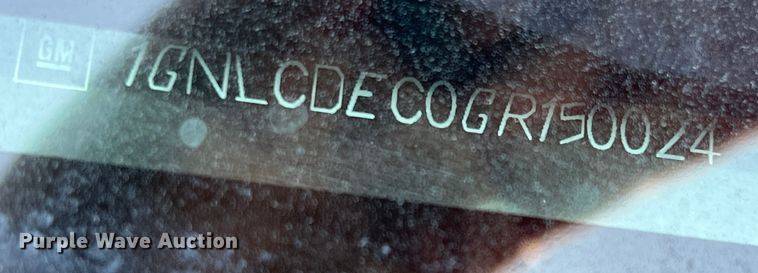 GM 1GNLCDEC0GR150024
Purple Wave Auction